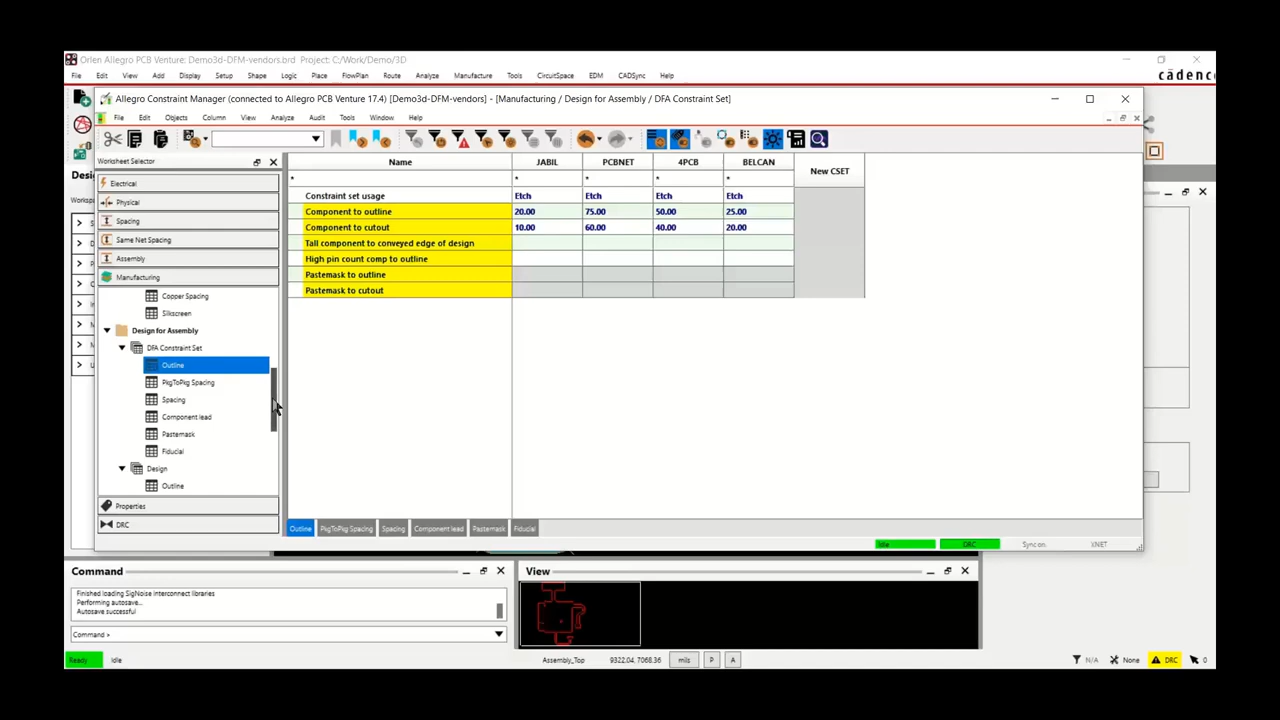 Orlen Allegro PCB Venture: Demo3d-DFM-vendors.brd Project: C:/Work/Demo/3D
File Edit View Display Setup Shape Logic Place FlowPlan Route Analyze Manufacture Tools CircuitSpace EDM CADSync Help
cādence
Allegro Constraint Manager (connected to Allegro PCB Venture 17.4) [Demo3d-DFM-vendors] - [Manufacturing / Design for Assembly / DFA Constraint Set]
File Edit Objects Column View Analyze Audit Tools Window Help
Worksheet Selector
Electrical
Physical
Spacing
Same Net Spacing
Assembly
Manufacturing
Copper Spacing
Silkscreen
Design for Assembly
DFA Constraint Set
Outline
PkgToPkg Spacing
Spacing
Component lead
Pastemask
Fiducial
Design
Outline
Properties
DRC
Name JABIL PCBNET 4PCB BELCAN New CSET
* * * * *
Constraint set usage Etch Etch Etch Etch
Component to outline 20.00 75.00 50.00 25.00
Component to cutout 10.00 60.00 40.00 20.00
Tall component to conveyed edge of design
High pin count comp to outline
Pastemask to outline
Pastemask to cutout
Outline PkgToPkg Spacing Spacing Component lead Pastemask Fiducial
Idle DRC Sync on XNET
Command
Finished loading SigNoise interconnect libraries
Performing autosave...
Autosave successful
Command >
View
Ready Idle Assembly_Top 9322.04, 7068.36 mils P A N/A None DRC 0